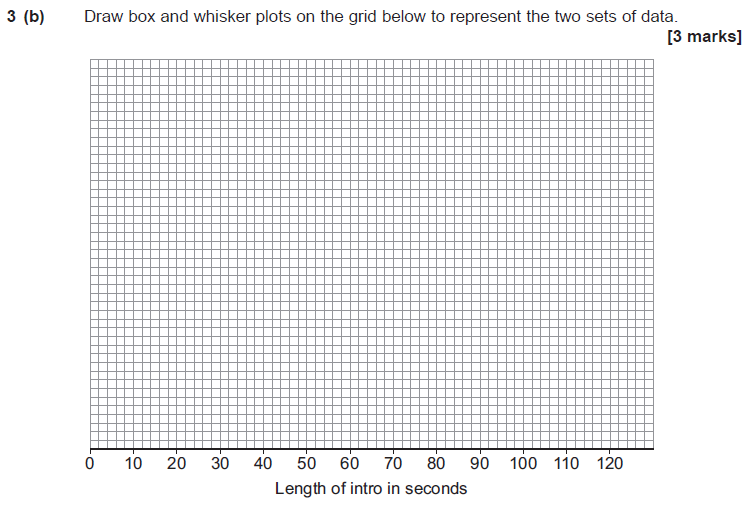 3 (b) Draw box and whisker plots on the grid below to represent the two sets of data.
[3 marks]
0 10 20 30 40 50 60 70 80 90 100 110 120
Length of intro in seconds